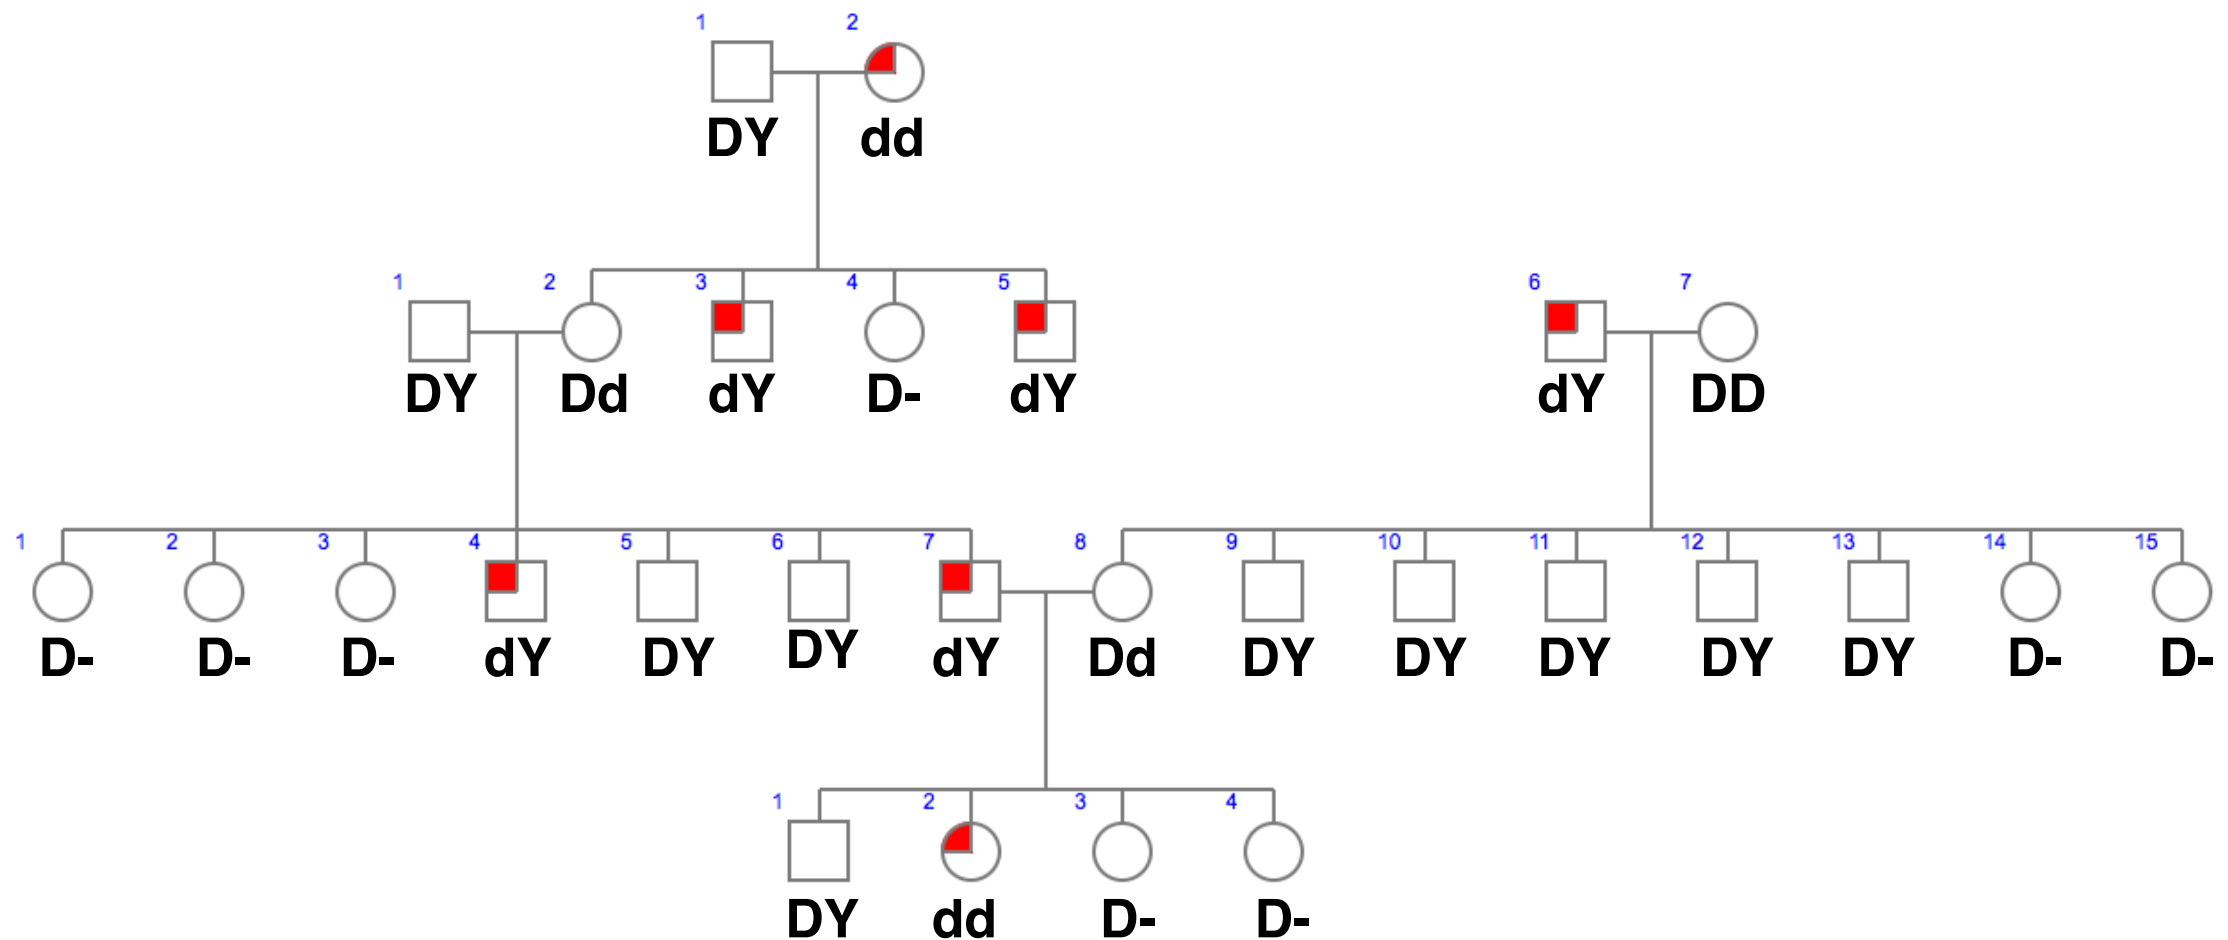 1 2
DY dd
1 2 3 4 5 6 7
DY Dd dY D- dY dY DD
1 2 3 4 5 6 7 8 9 10 11 12 13 14 15
D- D- D- dY DY DY dY Dd DY DY DY DY DY D- D-
1 2 3 4
DY dd D- D-